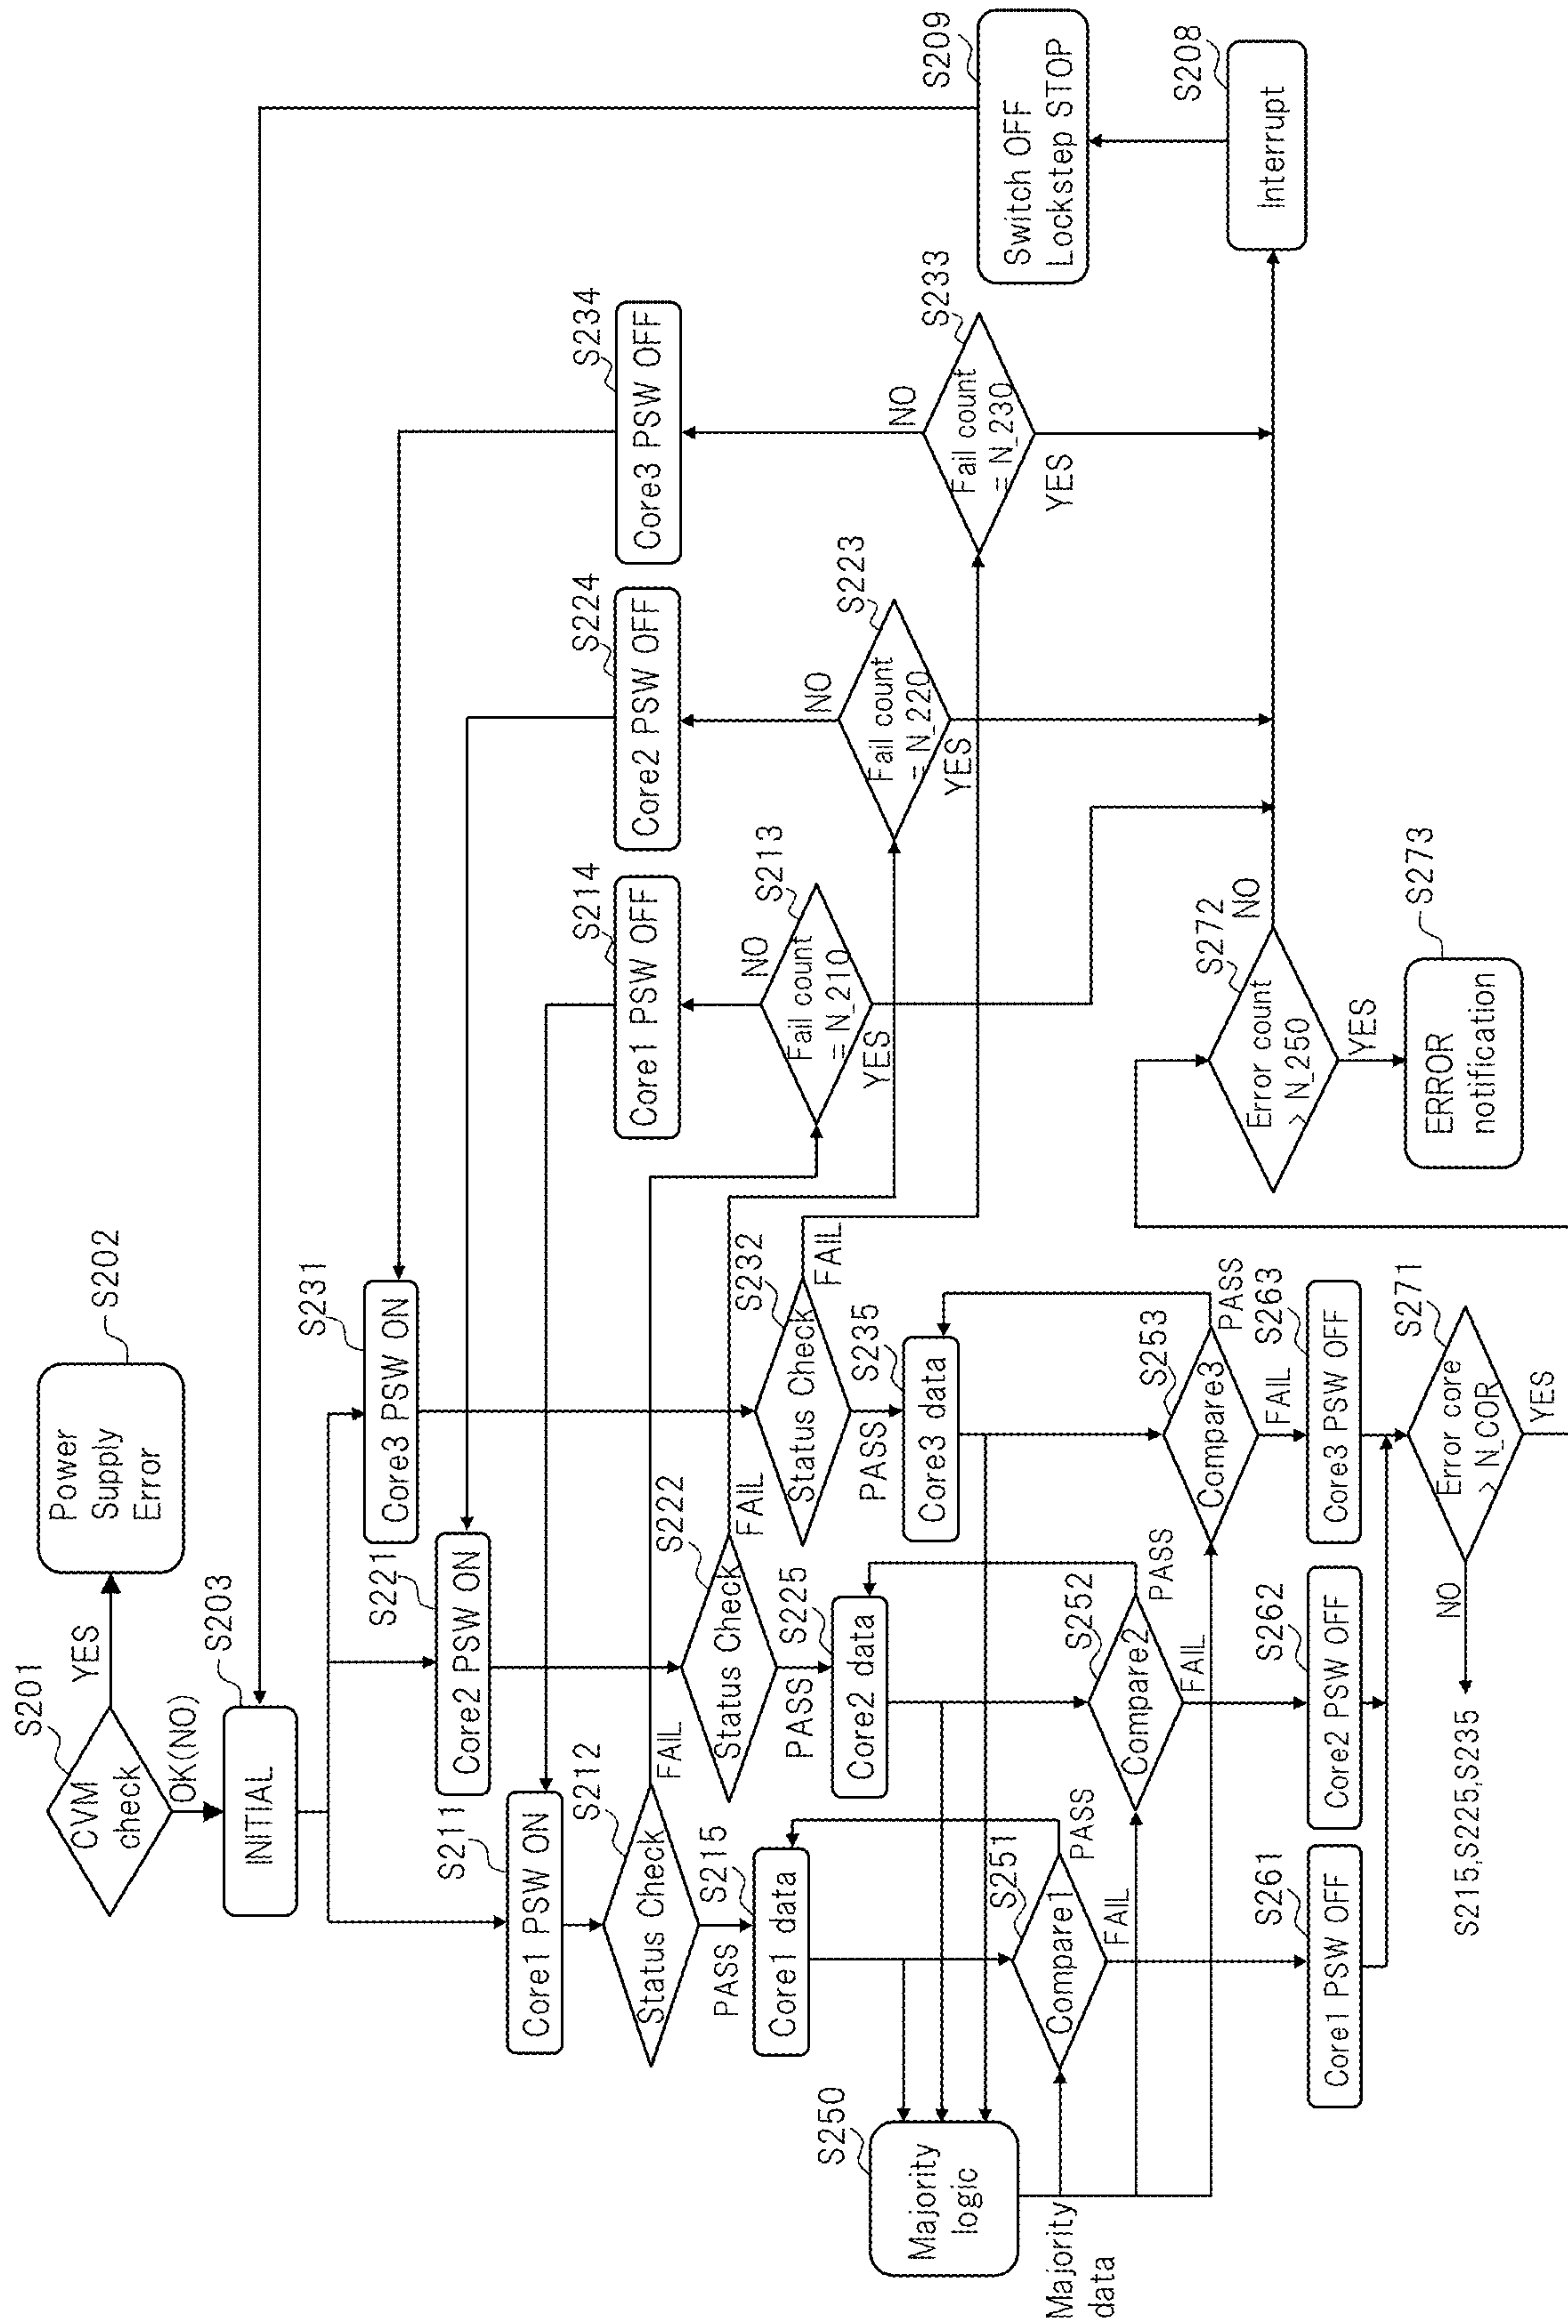 S201
CVM
check
YES
OK(NO)
Power
Supply
Error
S202
S203
INITIAL
S211
Core1 PSW ON
S221
Core2 PSW ON
S231
Core3 PSW ON
S212
Status Check
FAIL
PASS
S222
Status Check
FAIL
PASS
S232
Status Check
FAIL
PASS
S215
Core1 data
S225
Core2 data
S235
Core3 data
S250
Majority
logic
Majority
data
S251
Compare1
PASS
FAIL
S252
Compare2
PASS
FAIL
S253
Compare3
PASS
FAIL
S261
Core1 PSW OFF
S262
Core2 PSW OFF
S263
Core3 PSW OFF
S271
Error core
> N_COR
NO
YES
S215,S225,S235
S214
Core1 PSW OFF
S224
Core2 PSW OFF
S234
Core3 PSW OFF
S213
Fail count
= N_210
NO
YES
S223
Fail count
= N_220
NO
YES
S233
Fail count
= N_230
NO
YES
S272
Error count
> N_250
NO
YES
S273
ERROR
notification
S209
Switch OFF
Lockstep STOP
S208
Interrupt